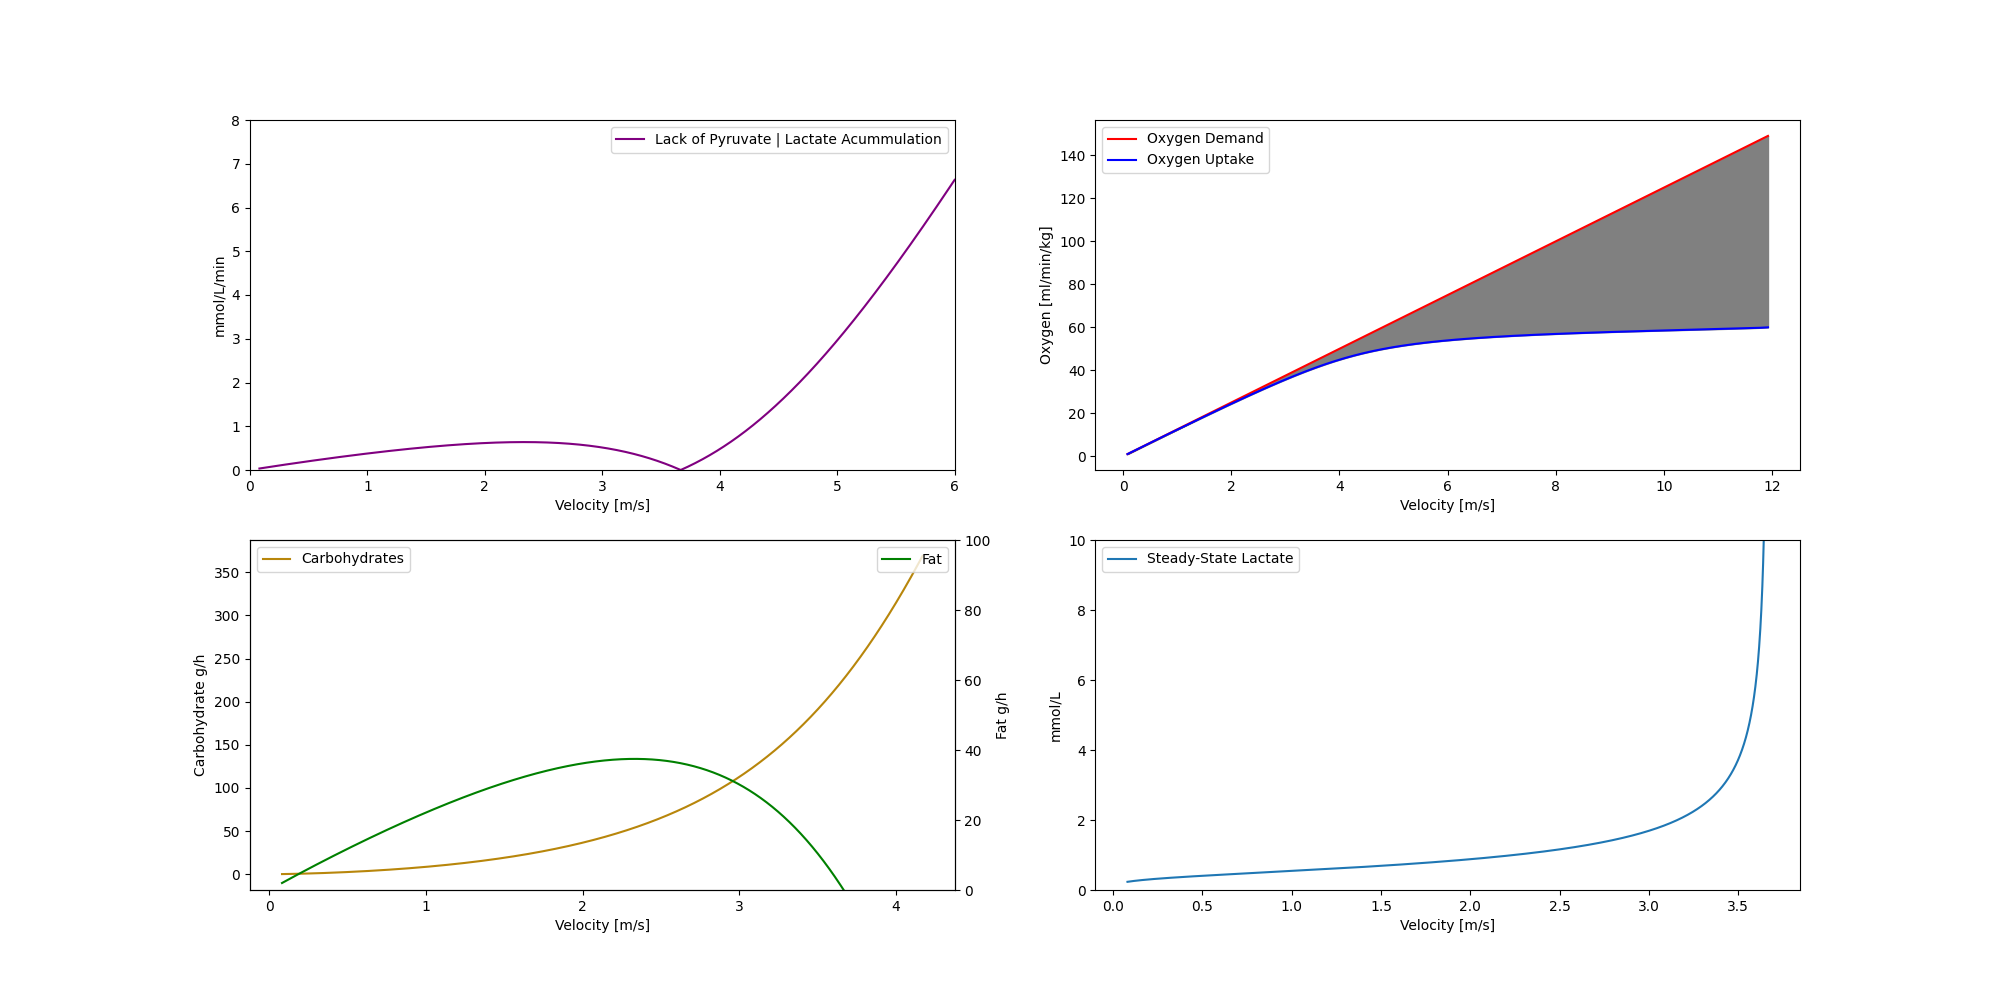 8
7
6
5
4
3
2
1
0
mmol/L/min
Lack of Pyruvate | Lactate Acummulation
0 1 2 3 4 5 6
Velocity [m/s]
140
120
100
80
60
40
20
0
Oxygen [ml/min/kg]
Oxygen Demand
Oxygen Uptake
0 2 4 6 8 10 12
Velocity [m/s]
350
300
250
200
150
100
50
0
Carbohydrate g/h
Carbohydrates
Fat
100
80
60
40
20
0
Fat g/h
0 1 2 3 4
Velocity [m/s]
10
8
6
4
2
0
mmol/L
Steady-State Lactate
0.0 0.5 1.0 1.5 2.0 2.5 3.0 3.5
Velocity [m/s]